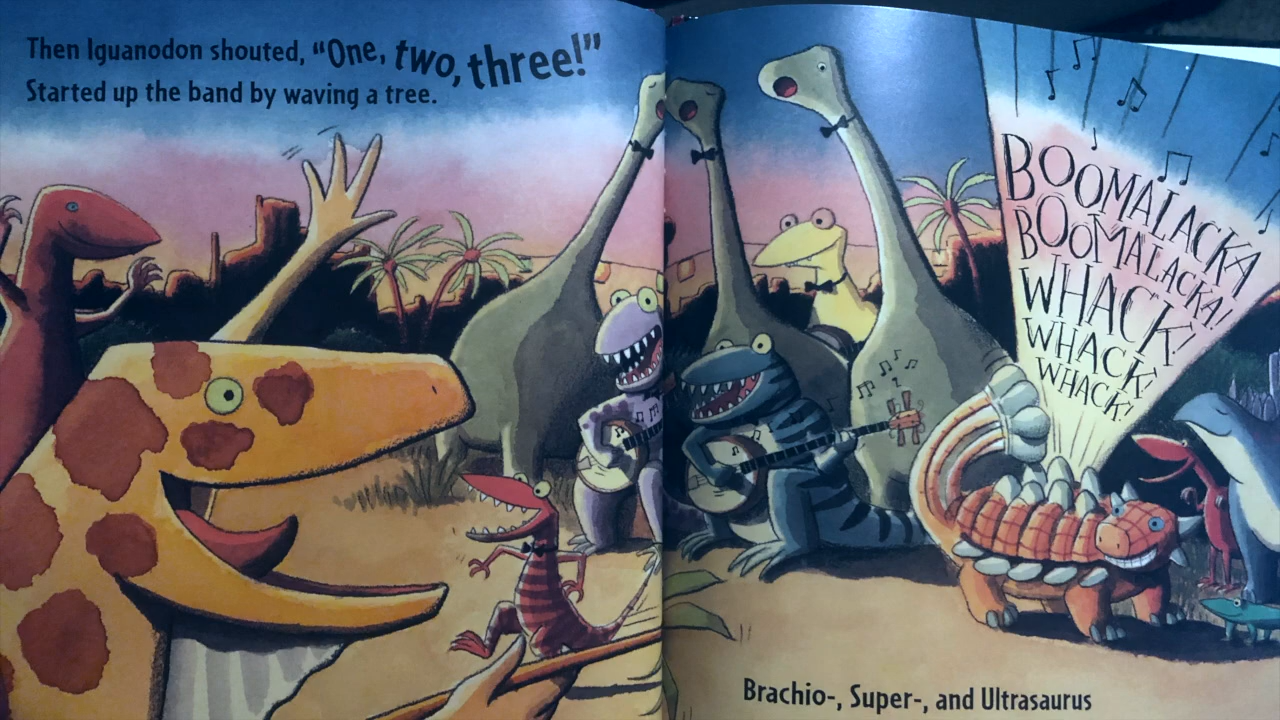 Then Iguanodon shouted, “One, two, three!”
Started up the band by waving a tree.
BOOMALACKA
BOOMALACKA!
WHACK!
WHACK!
WHACK!
Brachio-, Super-, and Ultrasaurus